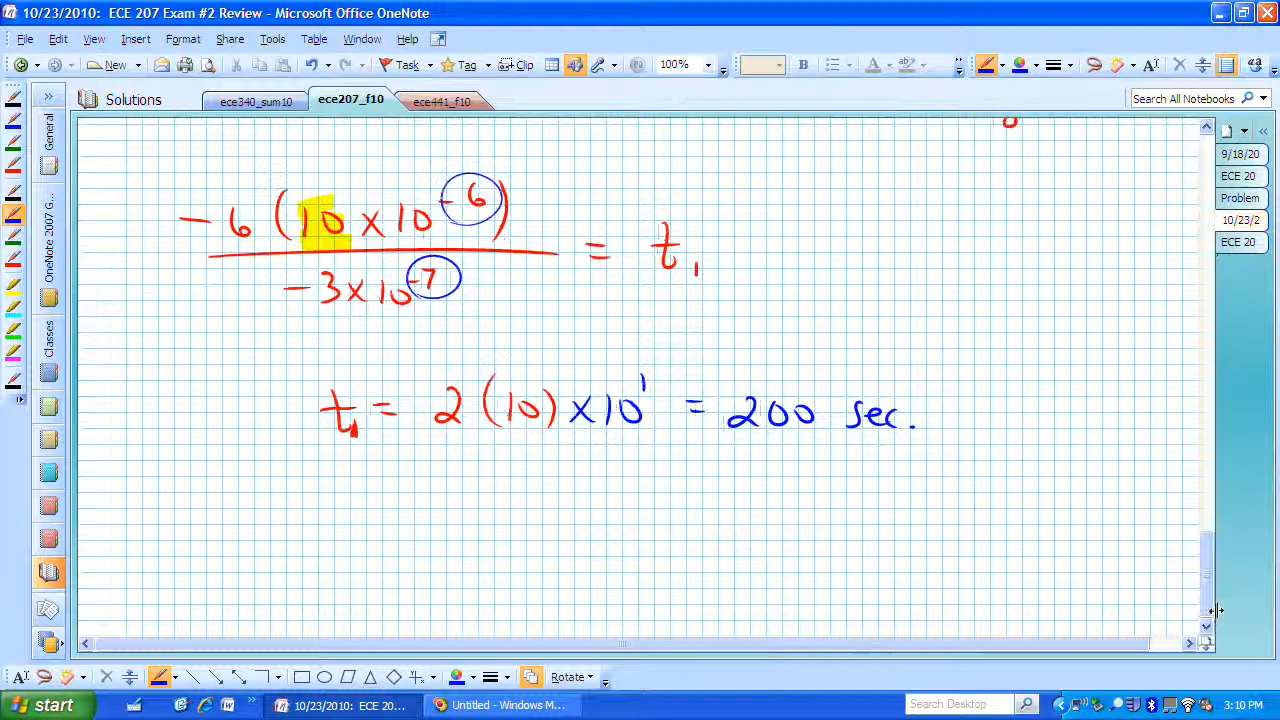 10/23/2010: ECE 207 Exam #2 Review - Microsoft Office OneNote
File Edit View Insert Format Share Tools Table Window Help
New Task Tag Clip 100% B A ab
Solutions ece340_sum10 ece207_f10 ece441_f10 Search All Notebooks
General
OneNote 2007 G...
Classes
9/18/20
ECE 20
Problem
10/23/2
ECE 20
-6 (10 x 10^-6)
-3 x 10^-7
= t1
t1 = 2 (10) x 10^1 = 200 sec.
Rotate
start 10/23/2010: ECE 20... Untitled - Windows M... Search Desktop 3:10 PM